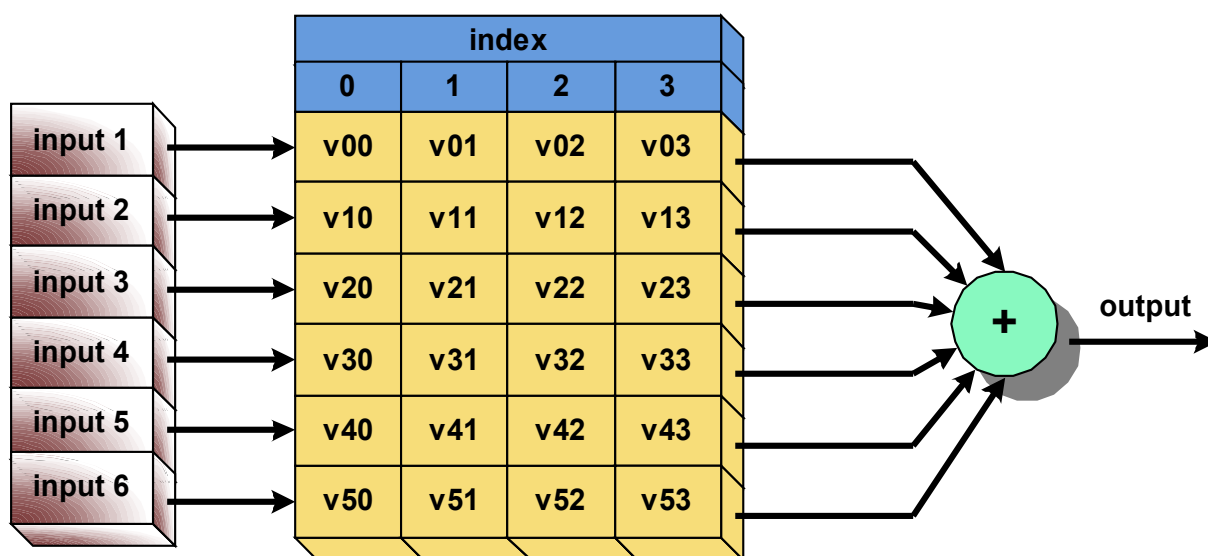 index
0 1 2 3
input 1 v00 v01 v02 v03
input 2 v10 v11 v12 v13
input 3 v20 v21 v22 v23
input 4 v30 v31 v32 v33
input 5 v40 v41 v42 v43
input 6 v50 v51 v52 v53
+
output